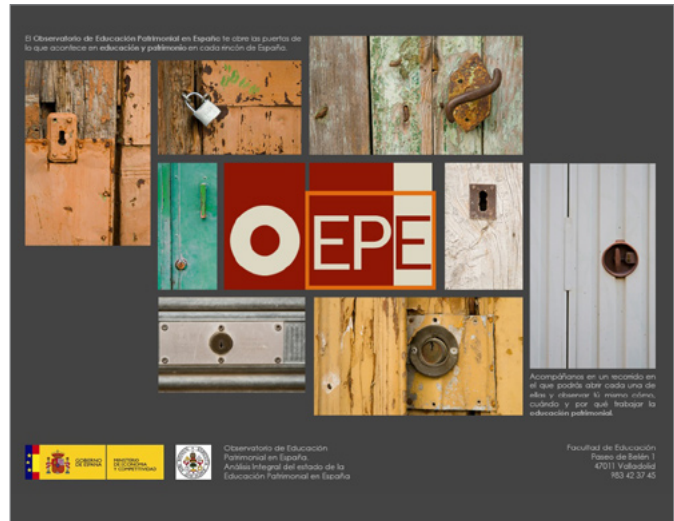 El Observatorio de Educación Patrimonial en España te abre las puertas de
lo que acontece en educación y patrimonio en cada rincón de España.
OEPE
Acompáñanos en un recorrido en
el que podrás abrir cada una de
ellas y observar tú mismo cómo,
cuándo y por qué trabajar la
educación patrimonial.
GOBIERNO
DE ESPAÑA
MINISTERIO
DE ECONOMÍA
Y COMPETITIVIDAD
Observatorio de Educación
Patrimonial en España.
Análisis Integral del estado de la
Educación Patrimonial en España
Facultad de Educación
Paseo de Belén 1
47011 Valladolid
983 42 37 45